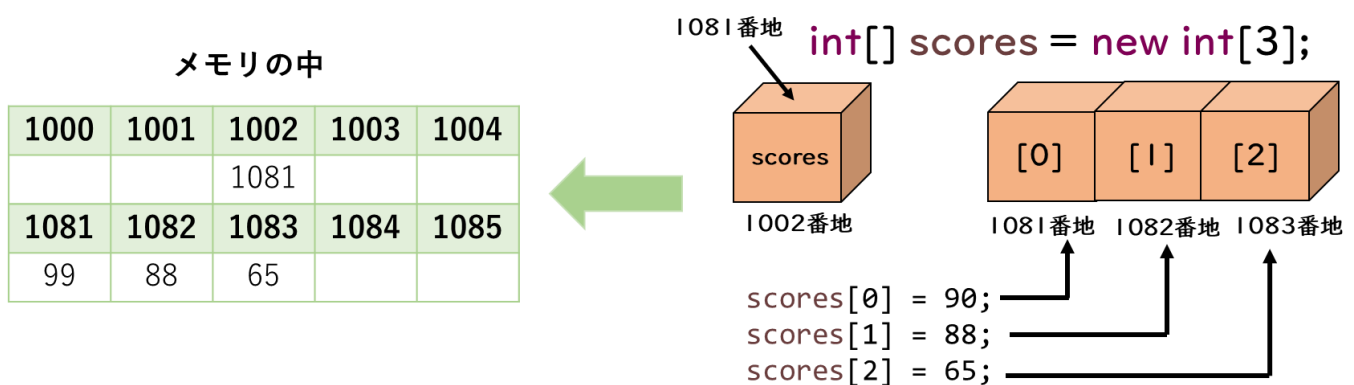 メモリの中
1000 1001 1002 1003 1004
1081
1081 1082 1083 1084 1085
99 88 65
1081番地
int[] scores = new int[3];
scores
[0] [1] [2]
1002番地
1081番地 1082番地 1083番地
scores[0] = 90;
scores[1] = 88;
scores[2] = 65;